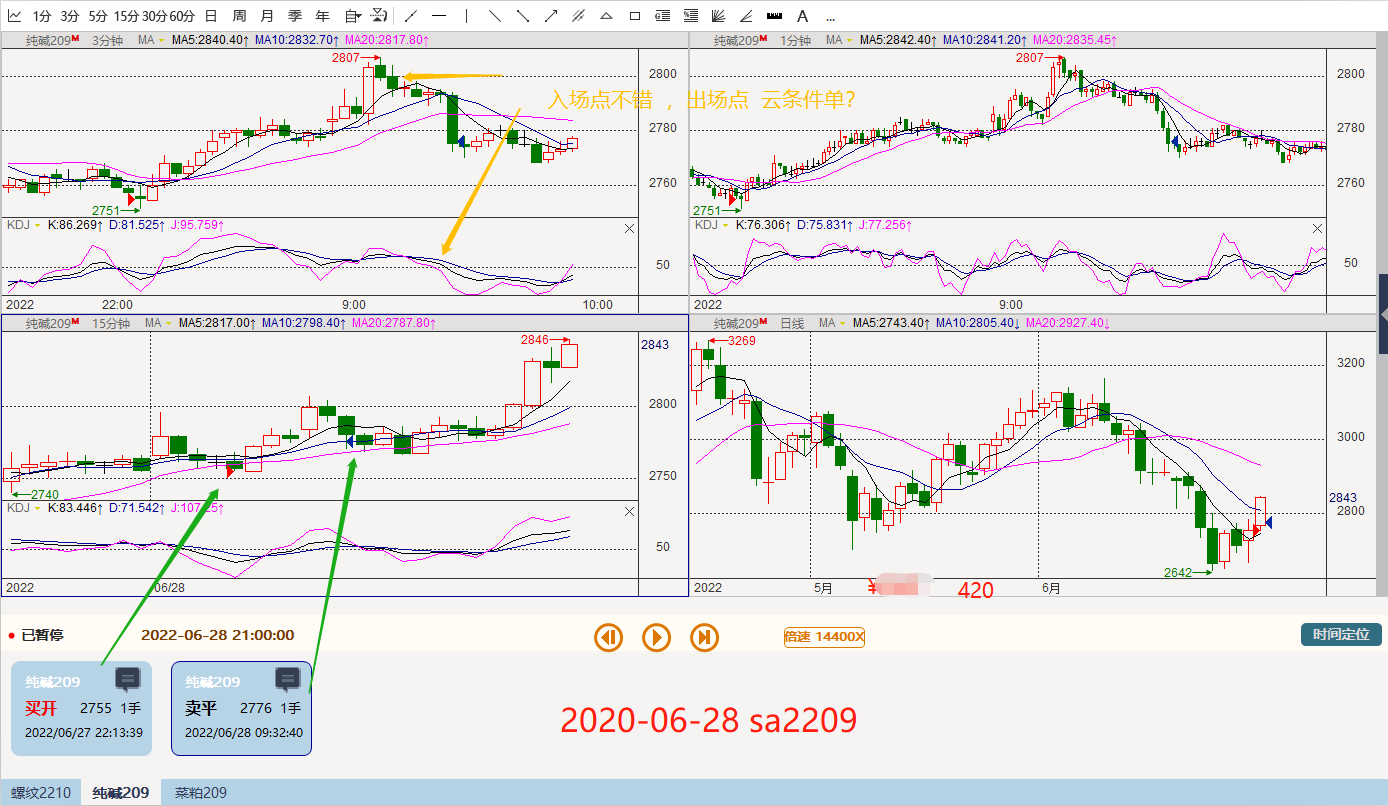 1分 3分 5分 15分 30分 60分 日 周 月 季 年 自 A ...
纯碱209M 3分钟 MA MA5:2840.40↑ MA10:2832.70↑ MA20:2817.80↑
2807
2800
2780
2760
2751
入场点不错 ，出场点 云条件单?
KDJ K:86.269↑ D:81.525↑ J:95.759↑
50
2022 22:00 9:00 10:00
纯碱209M 1分钟 MA MA5:2842.40↑ MA10:2841.20↑ MA20:2835.45↑
2807
2800
2780
2760
2751
KDJ K:76.306↑ D:75.831↑ J:77.256↑
50
2022 9:00
纯碱209M 15分钟 MA MA5:2817.00↑ MA10:2798.40↑ MA20:2787.80↑
2846
2843
2800
2750
2740
KDJ K:83.446↑ D:71.542↑
50
2022 06/28
纯碱209M 日线 MA MA5:2743.40↑ MA10:2805.40↓ MA20:2927.40↓
3269
3200
3000
2843
2800
2642
2022 5月 6月
420
已暂停 2022-06-28 21:00:00 倍速 14400X 时间定位
纯碱209
买开 2755 1手
2022/06/27 22:13:39
纯碱209
卖平 2776 1手
2022/06/28 09:32:40
2020-06-28 sa2209
螺纹2210 纯碱209 菜粕209